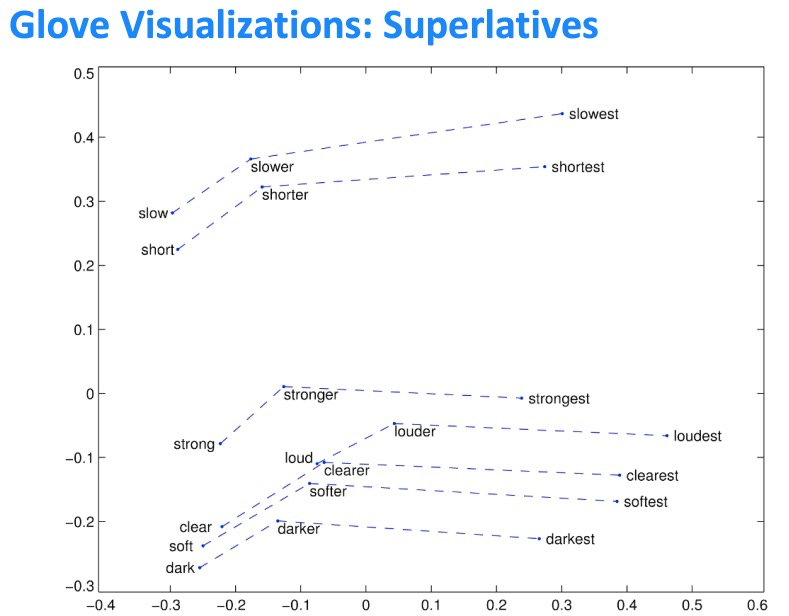 Glove Visualizations: Superlatives
0.5
slowest
0.4
slower
shortest
0.3
shorter
slow
short
0.2
0.1
0
stronger
strongest
louder
loudest
strong
−0.1
loud
clearer
clearest
softer
softest
−0.2
clear
darker
darkest
soft
dark
−0.3
−0.4 −0.3 −0.2 −0.1 0 0.1 0.2 0.3 0.4 0.5 0.6